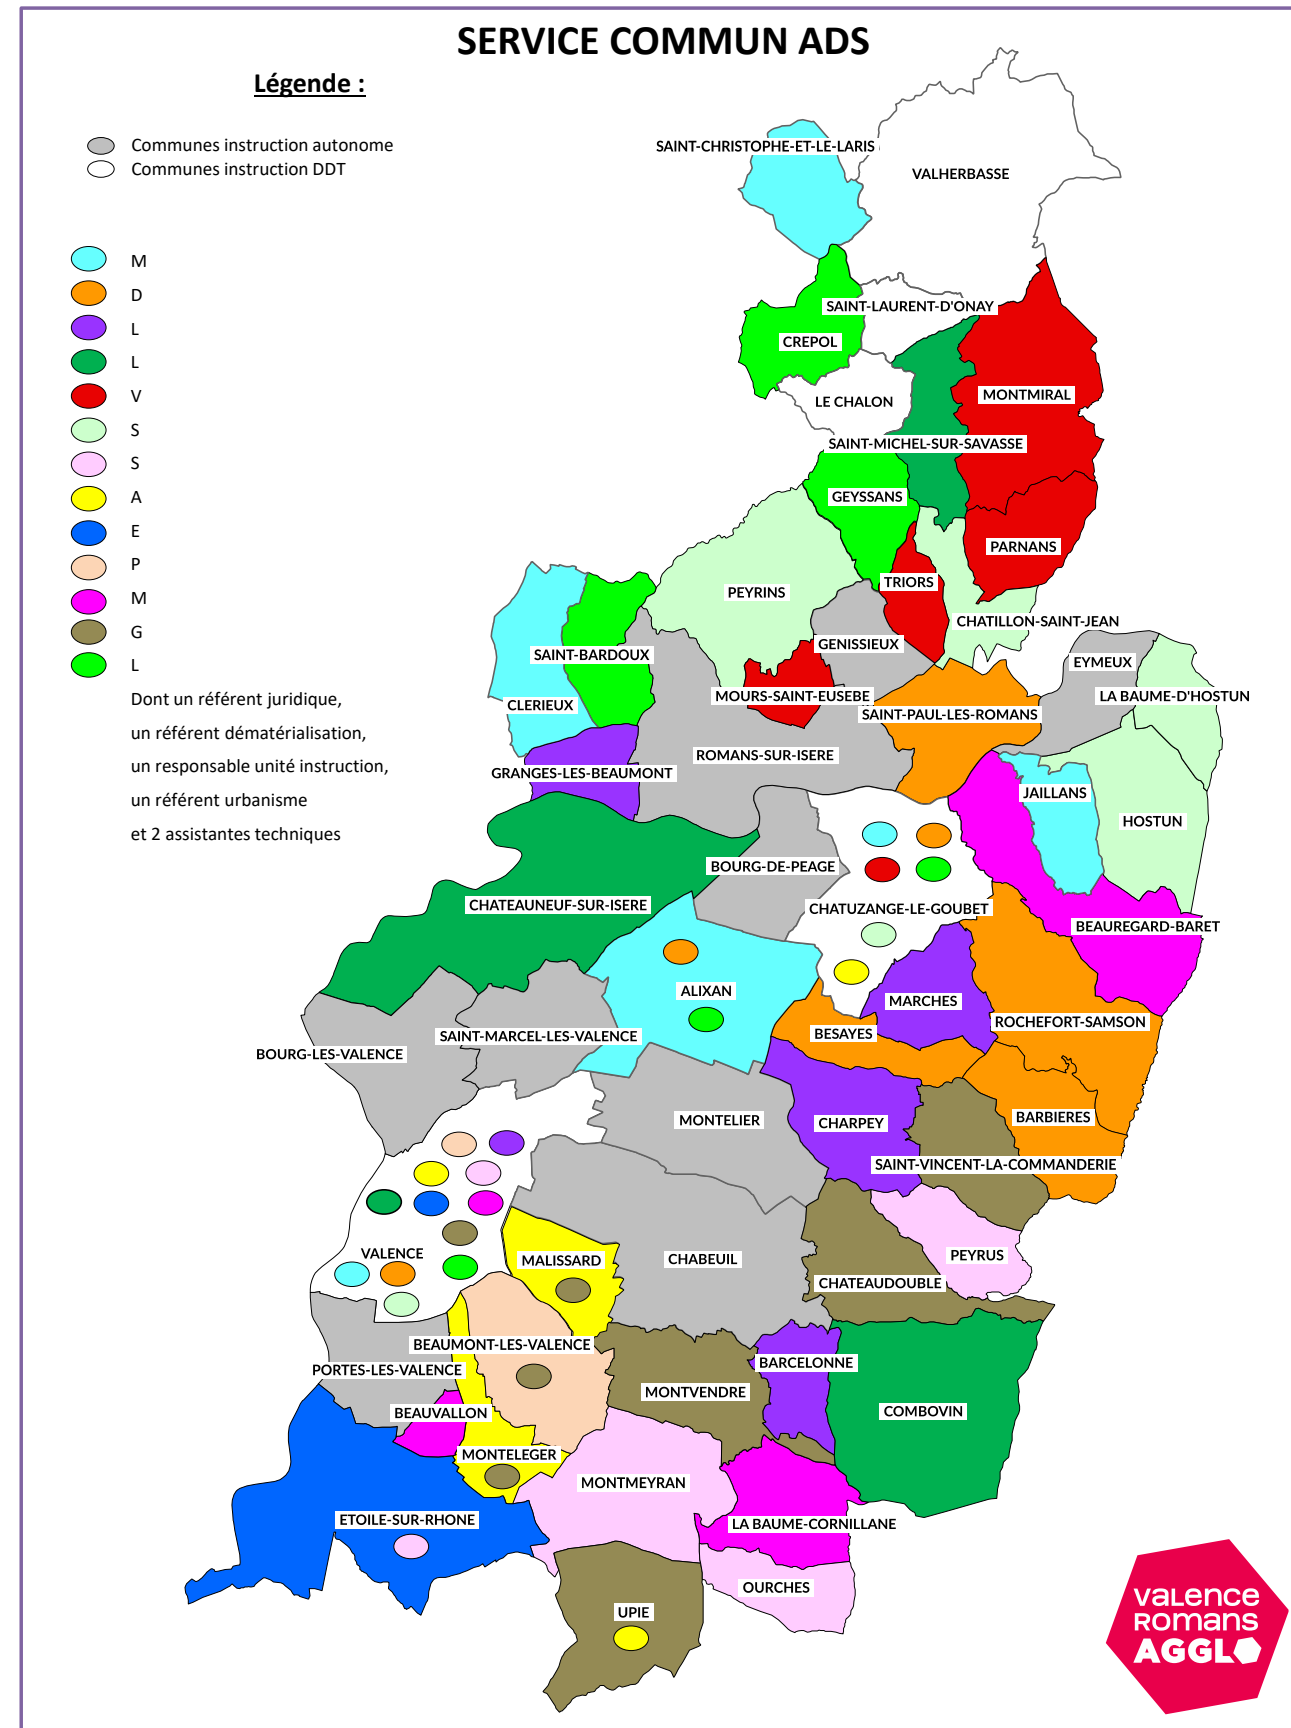 SERVICE COMMUN ADS
Légende :
Communes instruction autonome
Communes instruction DDT
M
D
L
L
V
S
S
A
E
P
M
G
L
Dont un référent juridique,
un référent dématérialisation,
un responsable unité instruction,
un référent urbanisme
et 2 assistantes techniques
SAINT-CHRISTOPHE-ET-LE-LARIS
VALHERBASSE
SAINT-LAURENT-D'ONAY
CREPOL
MONTMIRAL
LE CHALON
SAINT-MICHEL-SUR-SAVASSE
GEYSSANS
PARNANS
TRIORS
PEYRINS
CHATILLON-SAINT-JEAN
GENISSIEUX
SAINT-BARDOUX
EYMEUX
LA BAUME-D'HOSTUN
MOURS-SAINT-EUSEBE
CLERIEUX
SAINT-PAUL-LES-ROMANS
ROMANS-SUR-ISERE
GRANGES-LES-BEAUMONT
JAILLANS
HOSTUN
BOURG-DE-PEAGE
CHATEAUNEUF-SUR-ISERE
CHATUZANGE-LE-GOUBET
BEAUREGARD-BARET
ALIXAN
MARCHES
ROCHEFORT-SAMSON
BESAYES
SAINT-MARCEL-LES-VALENCE
BOURG-LES-VALENCE
MONTELIER
CHARPEY
BARBIERES
SAINT-VINCENT-LA-COMMANDERIE
VALENCE
MALISSARD
CHABEUIL
PEYRUS
CHATEAUDOUBLE
BEAUMONT-LES-VALENCE
PORTES-LES-VALENCE
BARCELONNE
MONTVENDRE
BEAUVALLON
COMBOVIN
MONTELEGER
MONTMEYRAN
ETOILE-SUR-RHONE
LA BAUME-CORNILLANE
OURCHES
UPIE
VALENCE
ROMANS
AGGLO